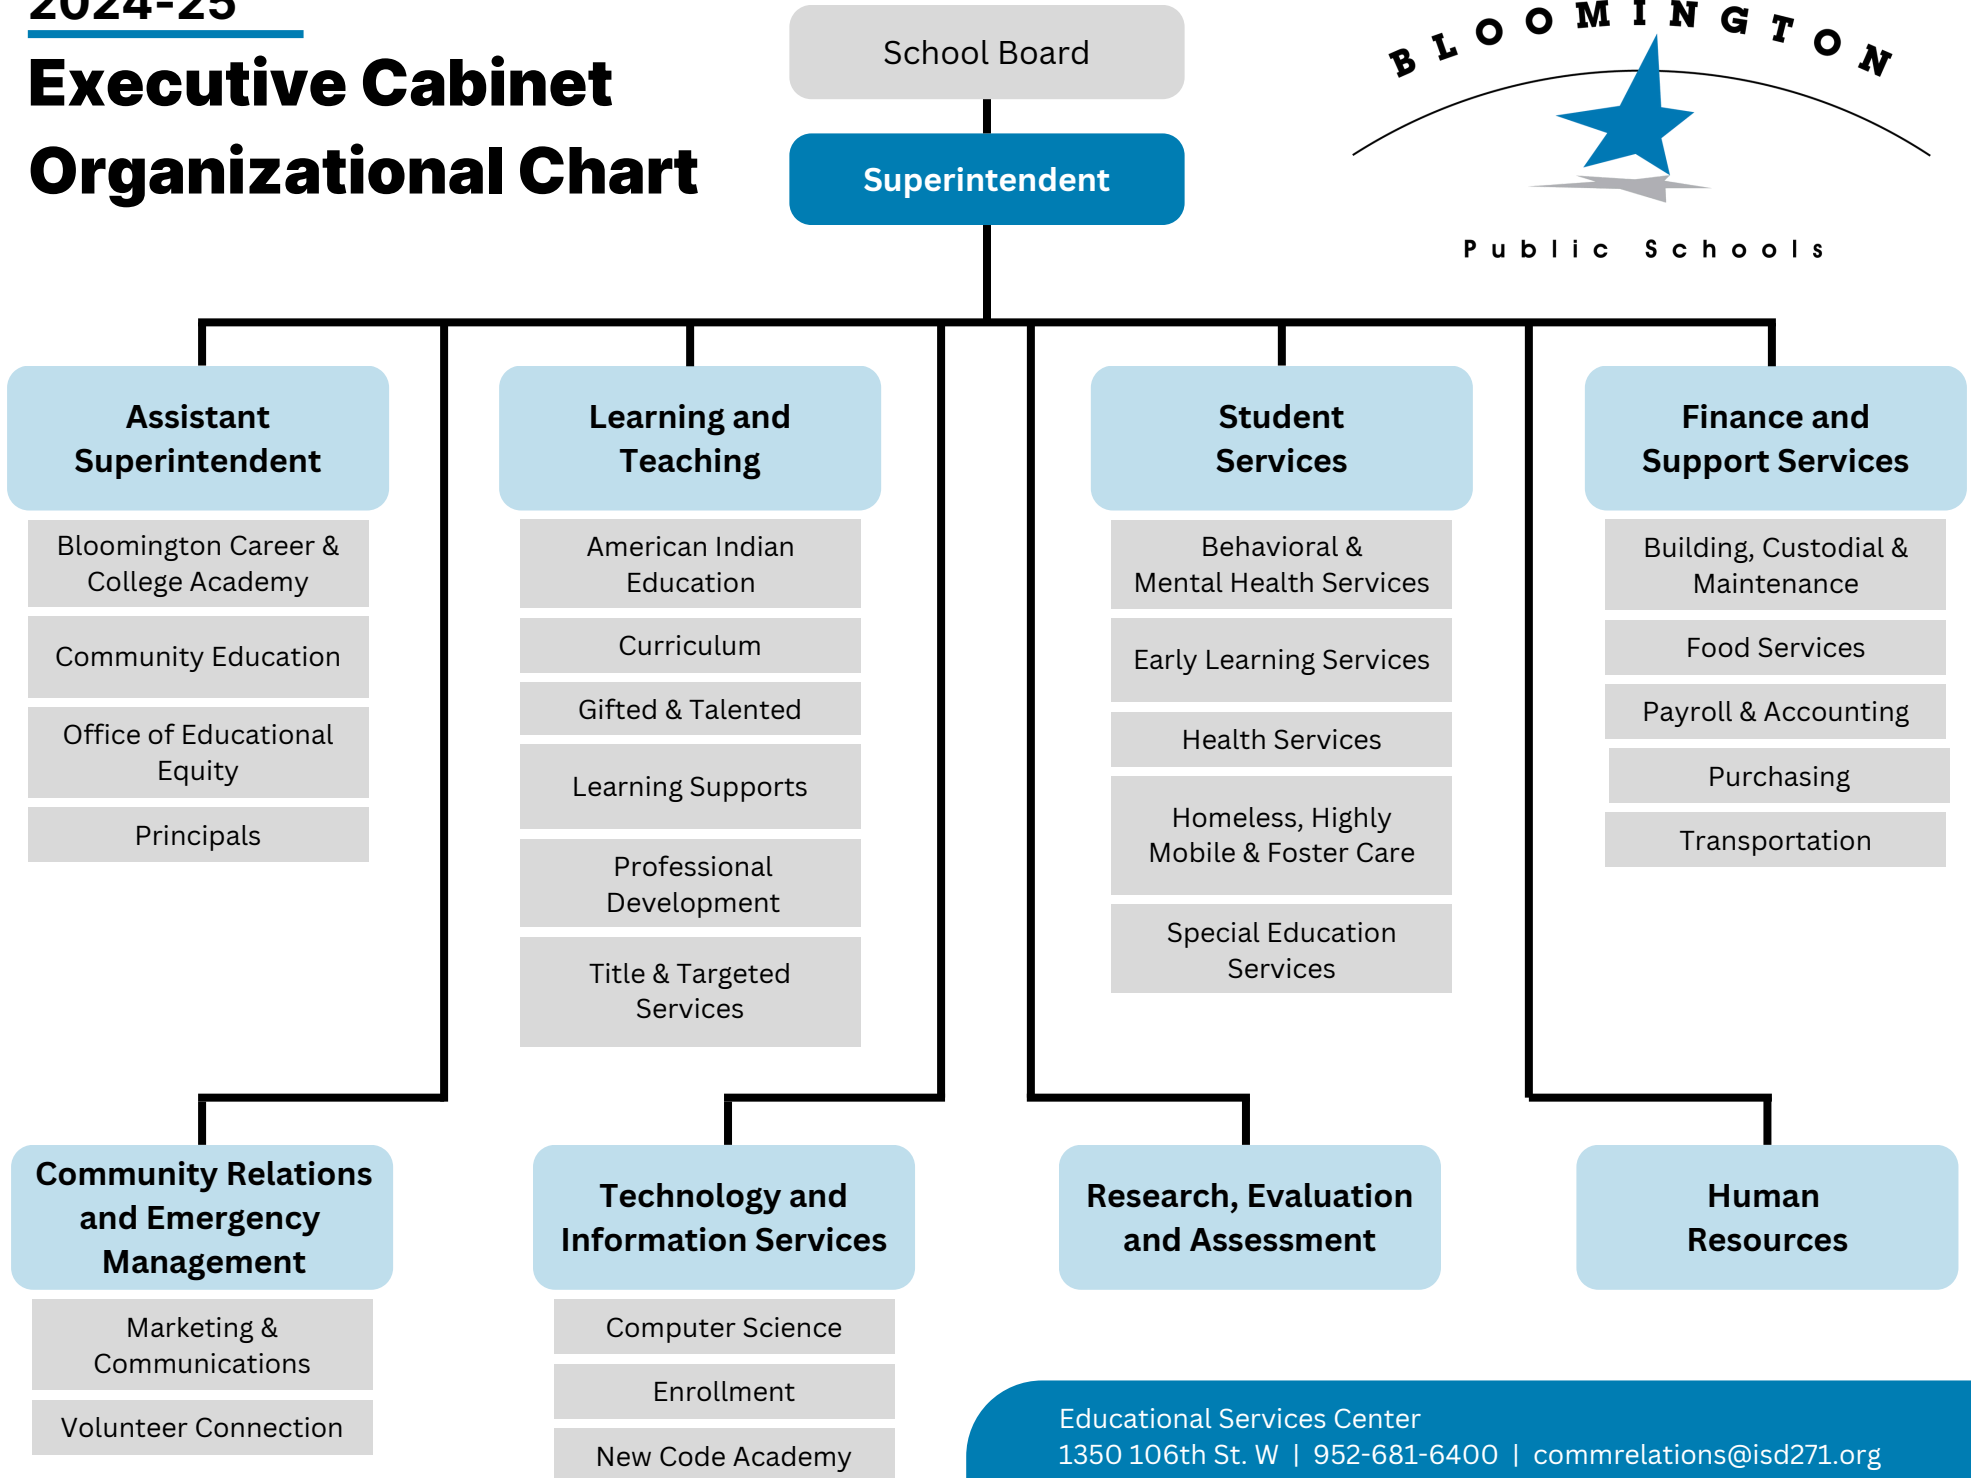 2024-25
Executive Cabinet
Organizational Chart
School Board
Superintendent
BLOOMINGTON
Public Schools
Assistant
Superintendent
Bloomington Career &
College Academy
Community Education
Office of Educational
Equity
Principals
Learning and
Teaching
American Indian
Education
Curriculum
Gifted & Talented
Learning Supports
Professional
Development
Title & Targeted
Services
Student
Services
Behavioral &
Mental Health Services
Early Learning Services
Health Services
Homeless, Highly
Mobile & Foster Care
Special Education
Services
Finance and
Support Services
Building, Custodial &
Maintenance
Food Services
Payroll & Accounting
Purchasing
Transportation
Community Relations
and Emergency
Management
Marketing &
Communications
Volunteer Connection
Technology and
Information Services
Computer Science
Enrollment
New Code Academy
Research, Evaluation
and Assessment
Human
Resources
Educational Services Center
1350 106th St. W | 952-681-6400 | commrelations@isd271.org